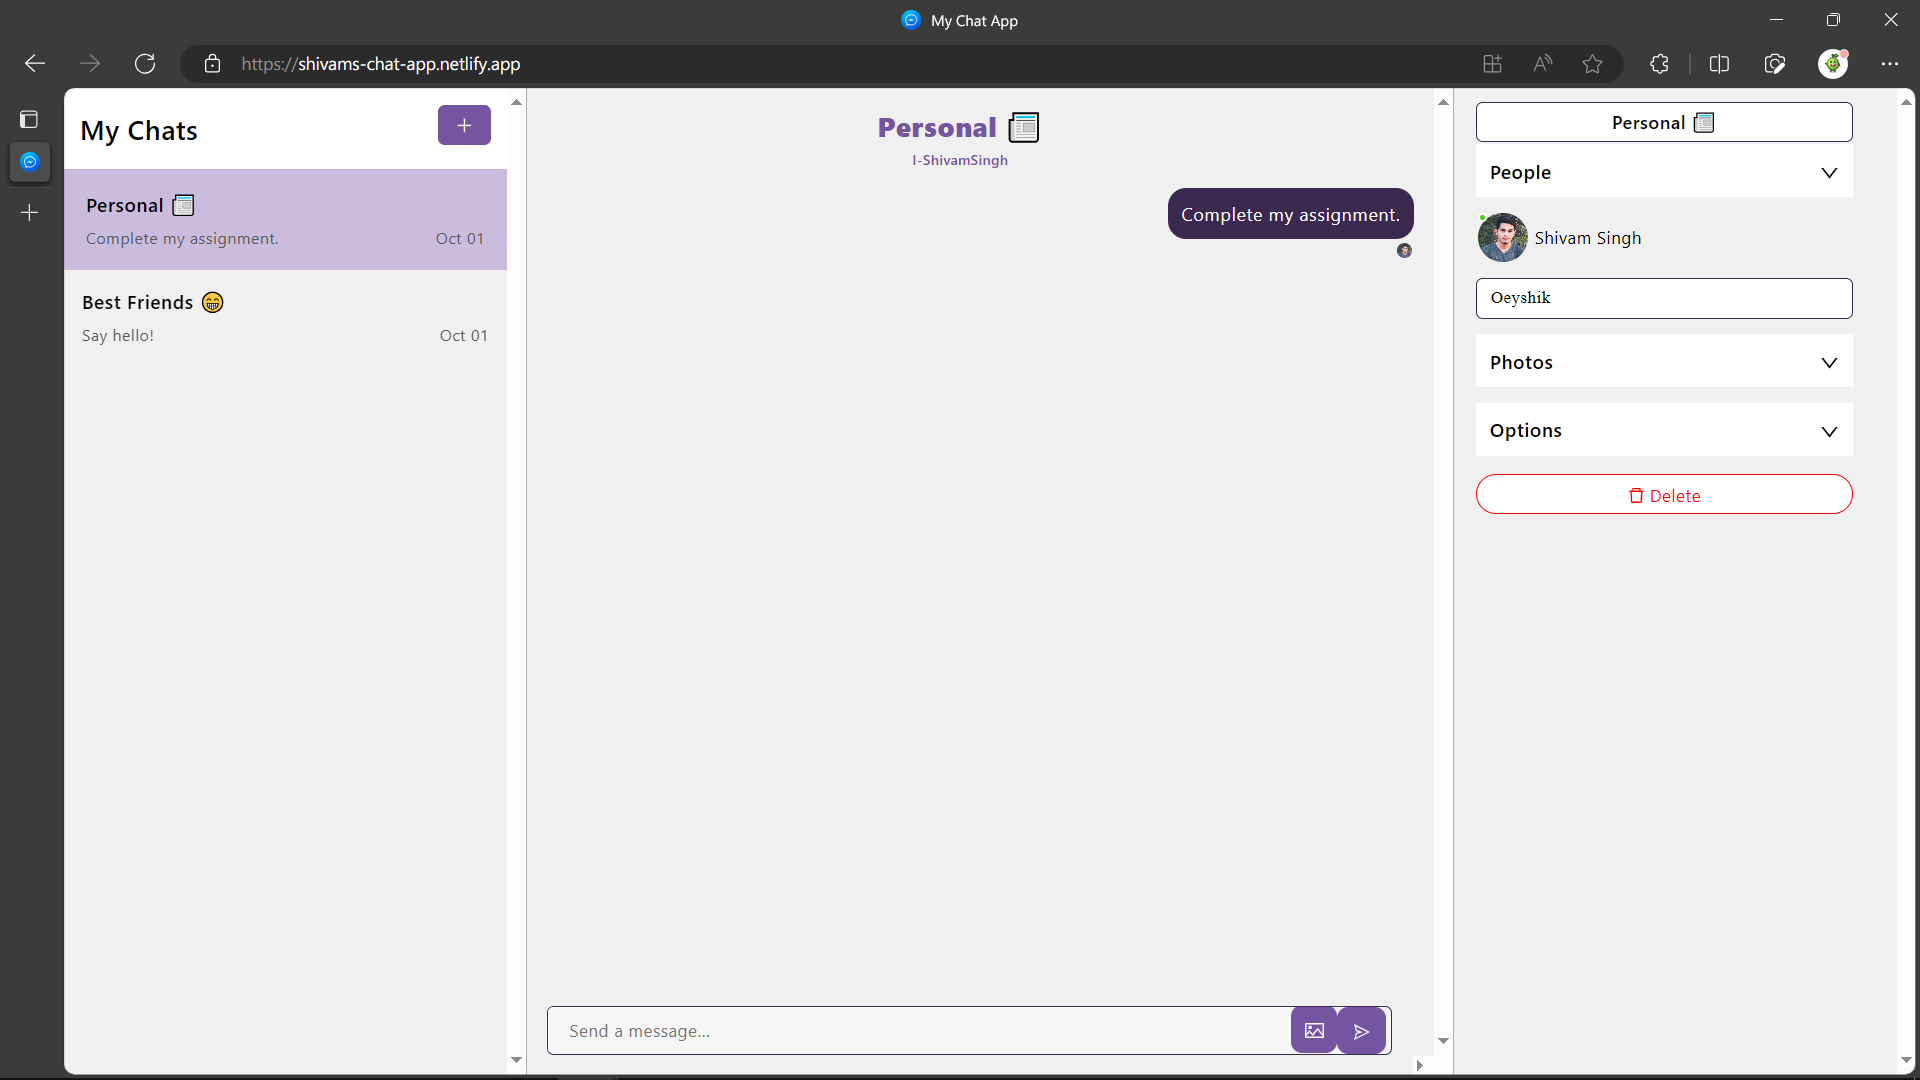 My Chat App
https://shivams-chat-app.netlify.app
My Chats
Personal
Complete my assignment.
Oct 01
Best Friends
Say hello!
Oct 01
Personal
I-ShivamSingh
Complete my assignment.
Send a message...
Personal
People
Shivam Singh
Oeyshik
Photos
Options
Delete